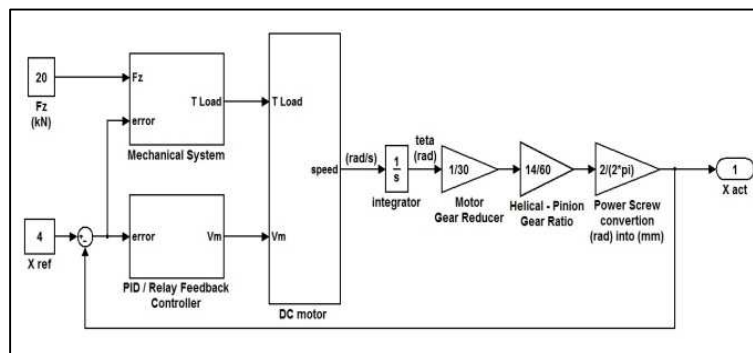 20
Fz
(kN)
Fz
error
T Load
Mechanical System
4
X ref
+
-
error
Vm
PID / Relay Feedback
Controller
T Load
speed
Vm
DC motor
(rad/s)
1
s
integrator
teta
(rad)
1/30
Motor
Gear Reducer
14/60
Helical - Pinion
Gear Ratio
2/(2*pi)
Power Screw
convertion
(rad) into (mm)
1
X act